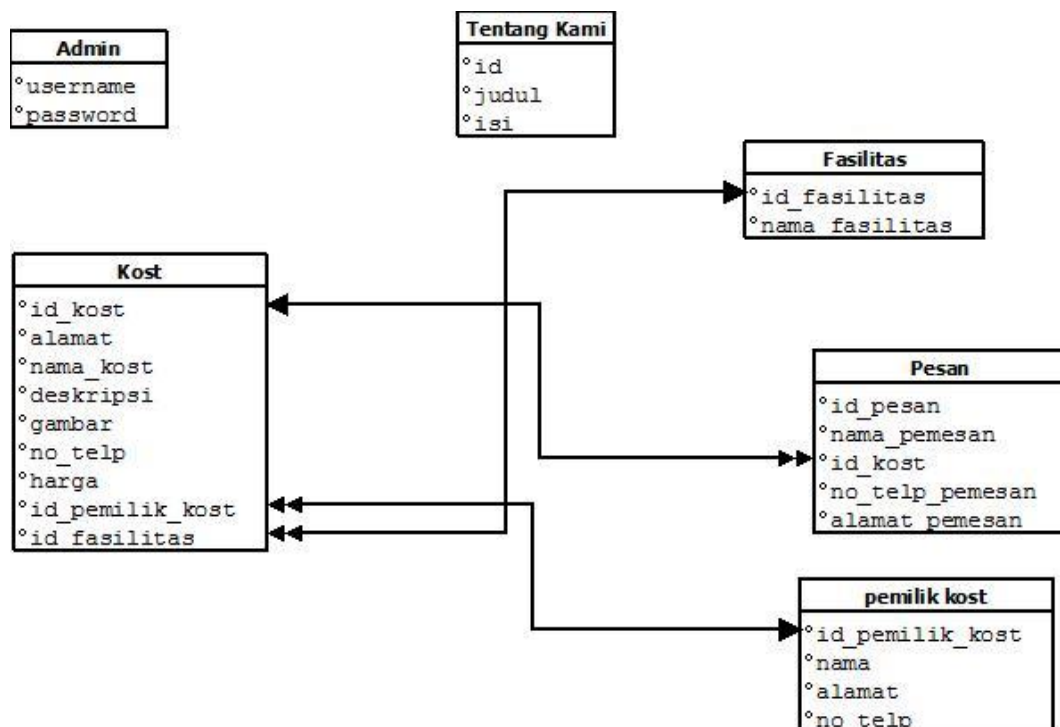 Admin
username
password
Tentang Kami
id
judul
isi
Fasilitas
id_fasilitas
nama_fasilitas
Kost
id_kost
alamat
nama_kost
deskripsi
gambar
no_telp
harga
id_pemilik_kost
id_fasilitas
Pesan
id_pesan
nama_pemesan
id_kost
no_telp_pemesan
alamat_pemesan
pemilik kost
id_pemilik_kost
nama
alamat
no_telp